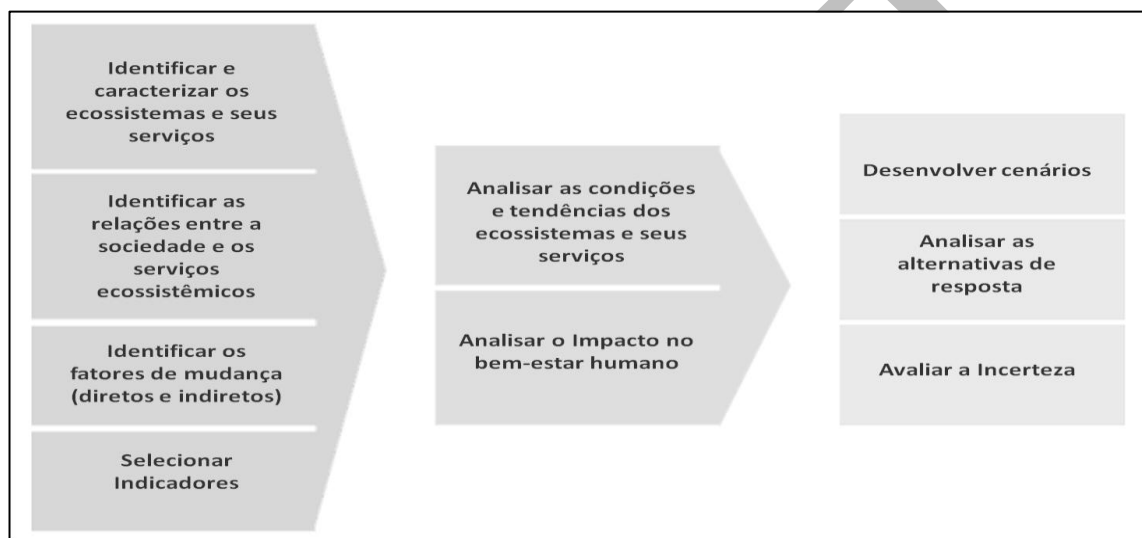 Identificar e
caracterizar os
ecossistemas e seus
serviços
Identificar as
relações entre a
sociedade e os
serviços
ecossistêmicos
Identificar os
fatores de mudança
(diretos e indiretos)
Selecionar
Indicadores
Analisar as condições
e tendências dos
ecossistemas e seus
serviços
Analisar o Impacto no
bem-estar humano
Desenvolver cenários
Analisar as
alternativas de
resposta
Avaliar a Incerteza